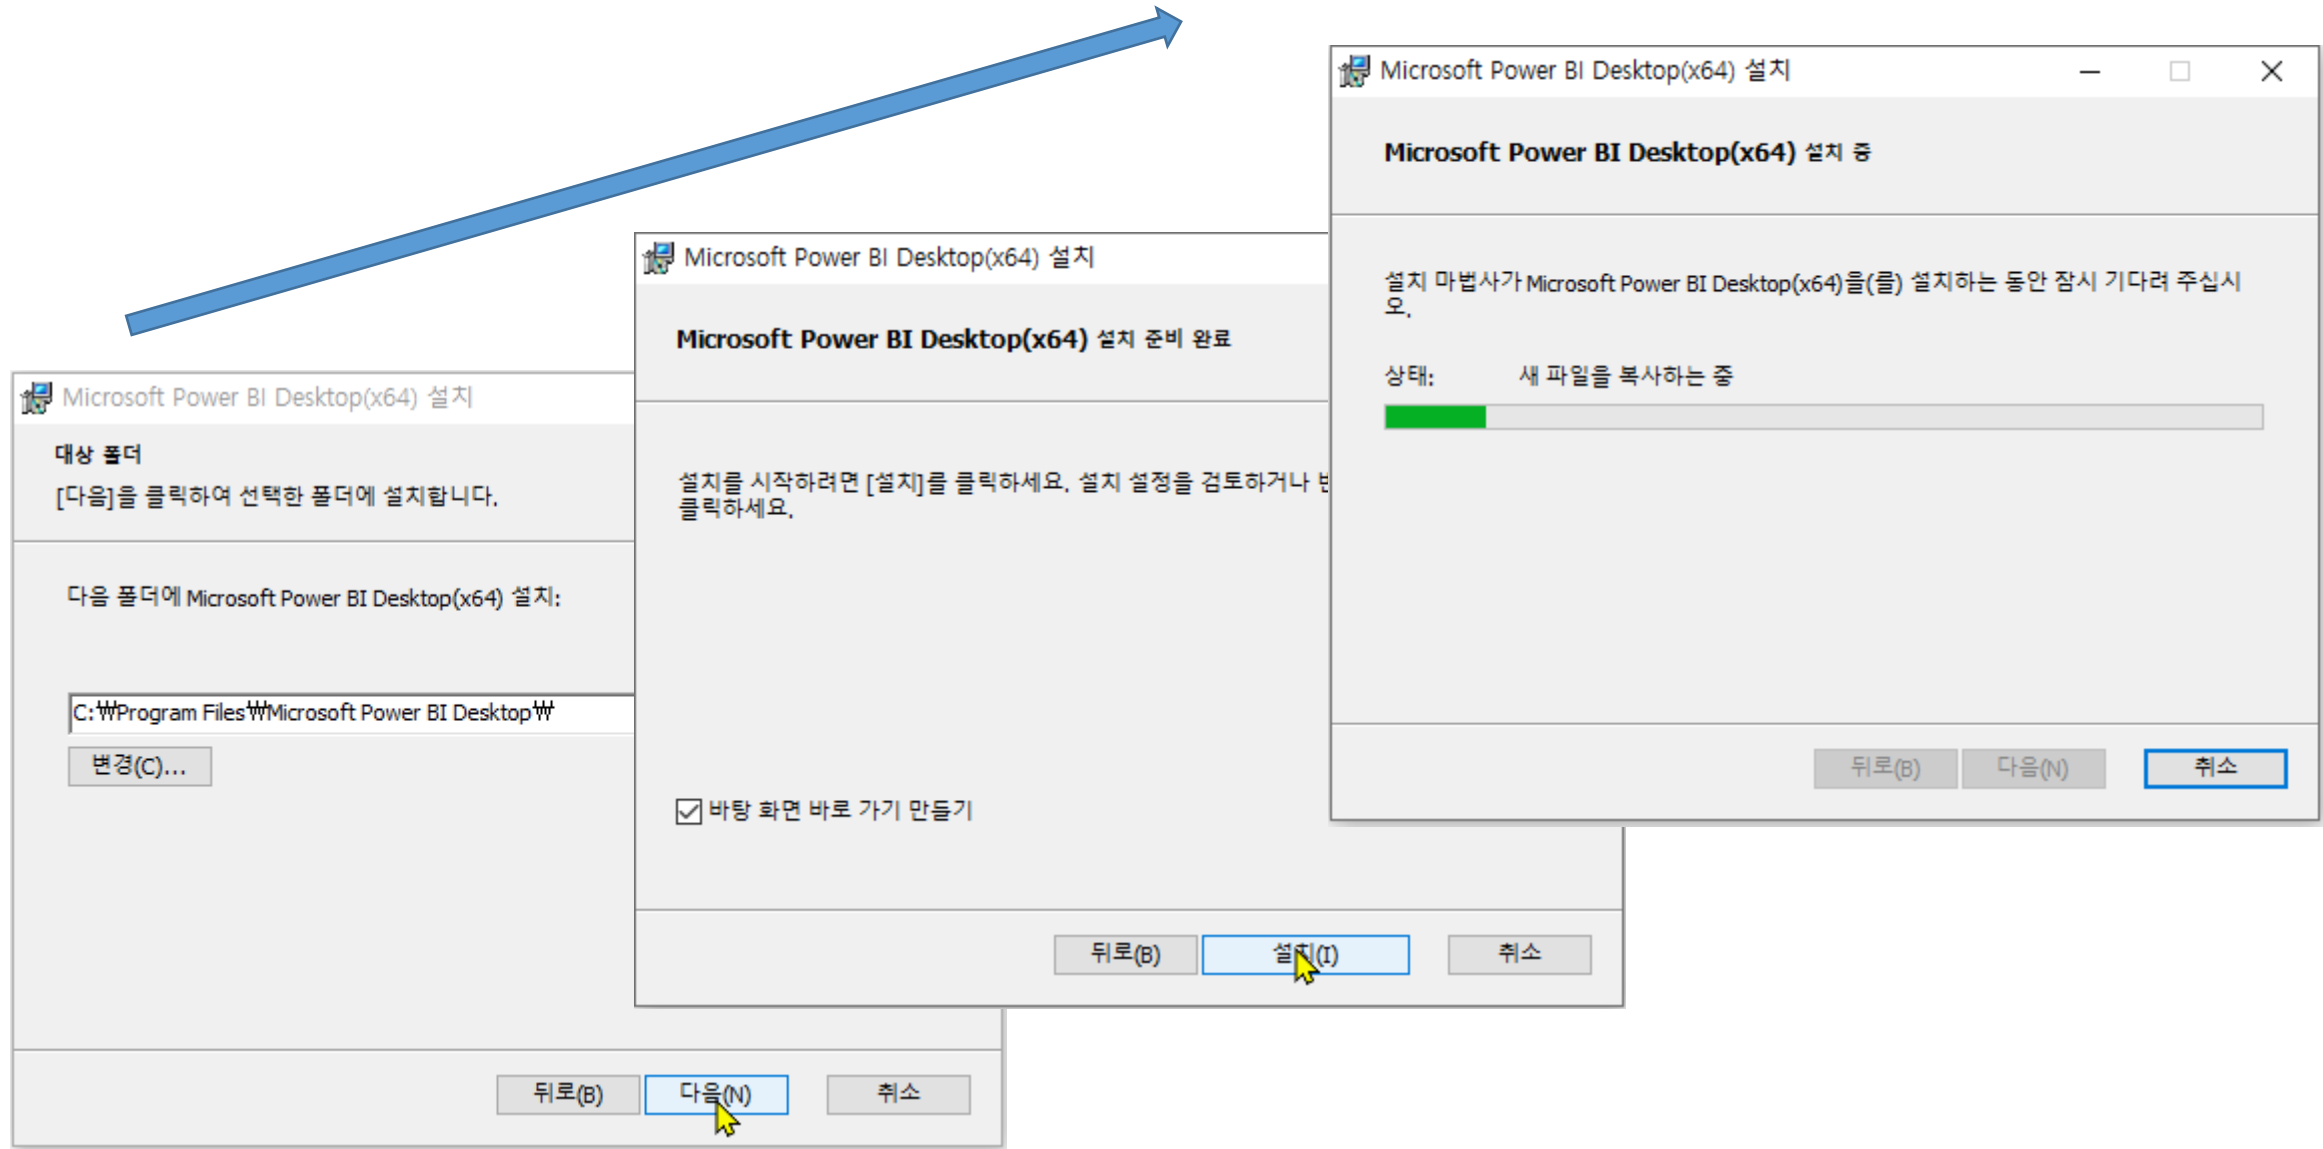 Microsoft Power BI Desktop(x64) 설치
대상 폴더
[다음]을 클릭하여 선택한 폴더에 설치합니다.
다음 폴더에 Microsoft Power BI Desktop(x64) 설치:
C:₩Program Files₩Microsoft Power BI Desktop₩
변경(C)...
뒤로(B)
다음(N)
취소
Microsoft Power BI Desktop(x64) 설치
Microsoft Power BI Desktop(x64) 설치 준비 완료
설치를 시작하려면 [설치]를 클릭하세요. 설치 설정을 검토하거나
클릭하세요.
바탕 화면 바로 가기 만들기
뒤로(B)
설치(I)
취소
Microsoft Power BI Desktop(x64) 설치
Microsoft Power BI Desktop(x64) 설치 중
설치 마법사가 Microsoft Power BI Desktop(x64)을(를) 설치하는 동안 잠시 기다려 주십시
오.
상태: 새 파일을 복사하는 중
뒤로(B)
다음(N)
취소